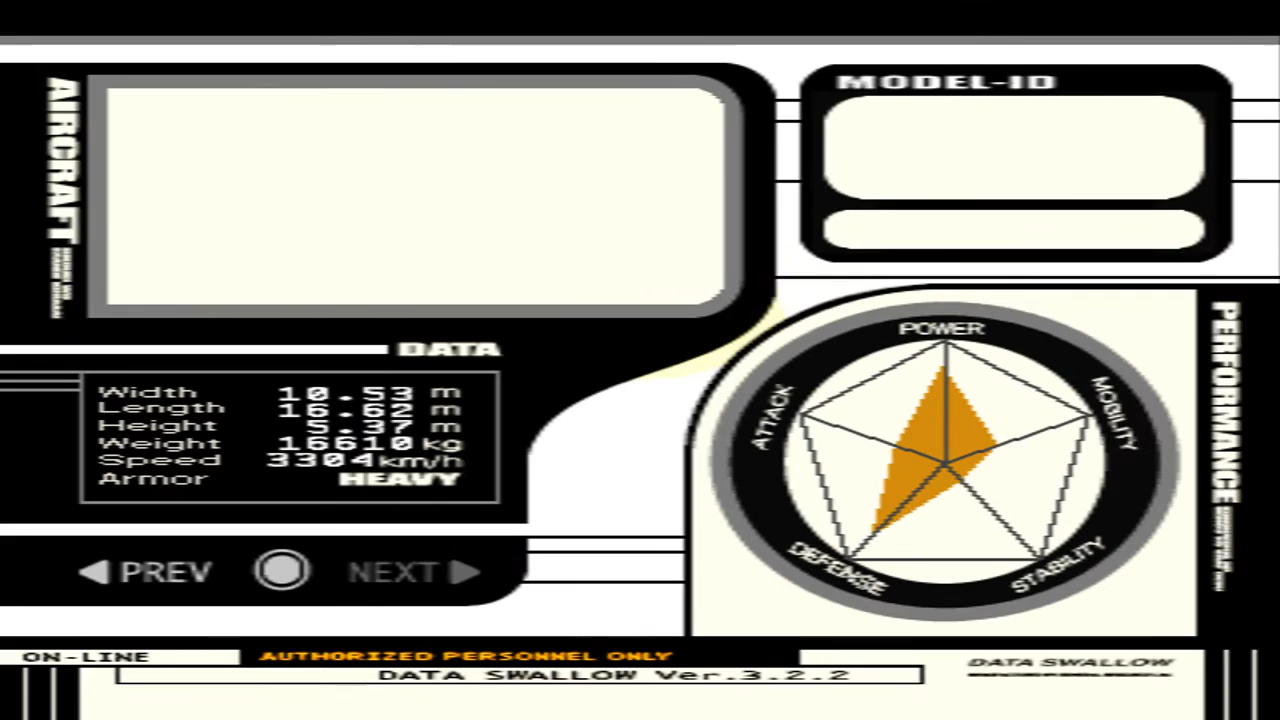 AIRCRAFT
MODEL-ID
DATA
Width 10.53 m
Length 16.62 m
Height 5.37 m
Weight 16610 kg
Speed 3304 km/h
Armor HEAVY
PREV
NEXT
PERFORMANCE
POWER
MOBILITY
STABILITY
DEFENSE
ATTACK
ON-LINE
AUTHORIZED PERSONNEL ONLY
DATA SWALLOW Ver.3.2.2
DATA SWALLOW